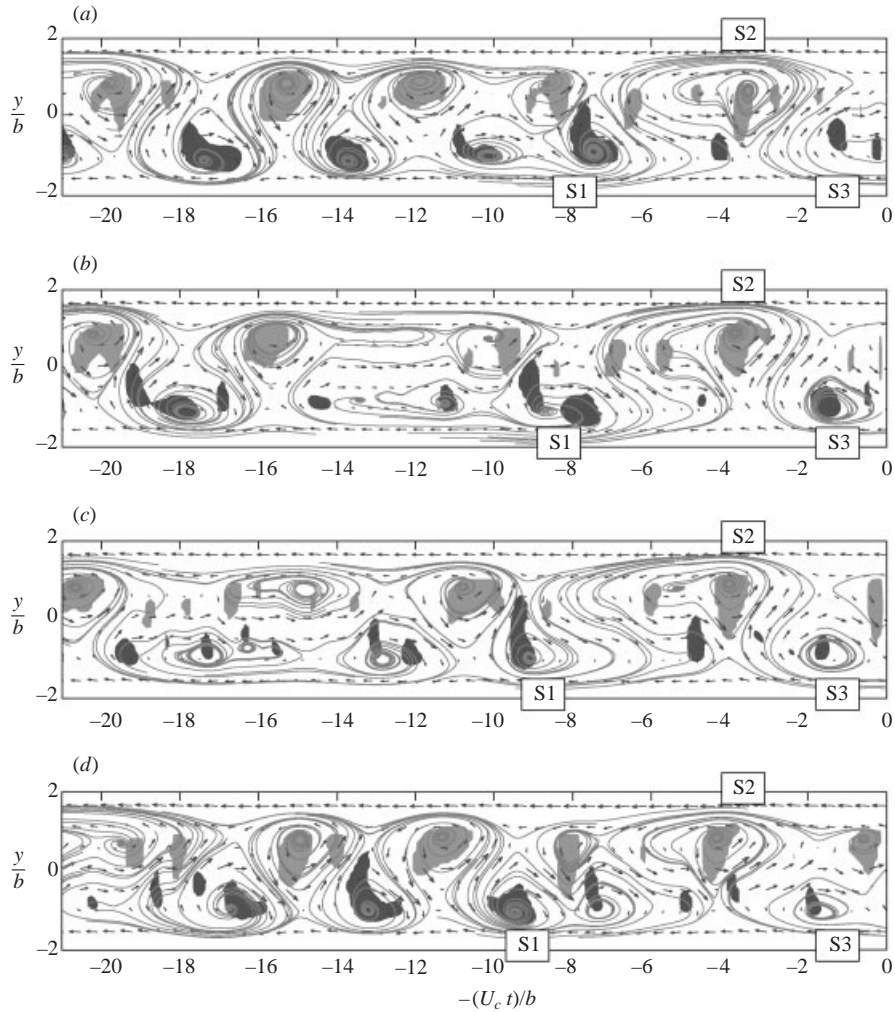 (a)
S2
2
y/b
0
–2
S1
S3
–20 –18 –16 –14 –12 –10 –8 –6 –4 –2 0
(b)
S2
2
y/b
0
–2
S1
S3
–20 –18 –16 –14 –12 –10 –8 –6 –4 –2 0
(c)
S2
2
y/b
0
–2
S1
S3
–20 –18 –16 –14 –12 –10 –8 –6 –4 –2 0
(d)
S2
2
y/b
0
–2
S1
S3
–20 –18 –16 –14 –12 –10 –8 –6 –4 –2 0
–(U_c t)/b